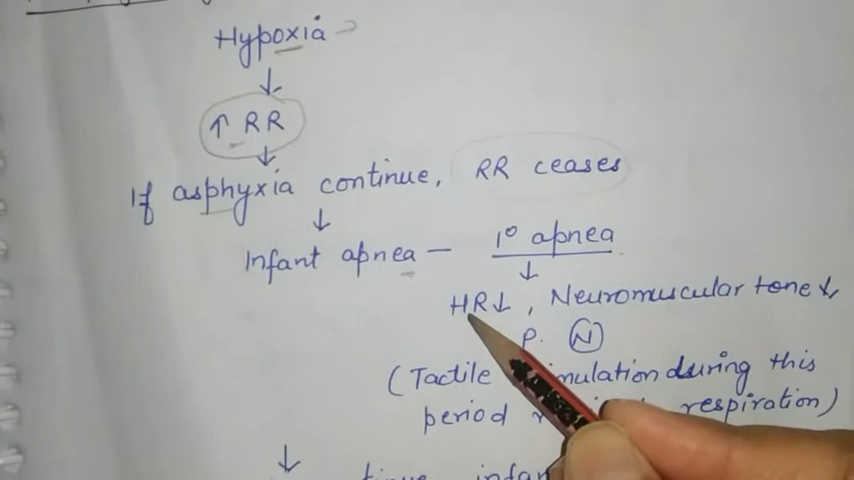 Hypoxia →
↓
↑ RR
↓
If asphyxia continue, RR ceases
↓
Infant apnea — 1° apnea
↓
HR↓, Neuromuscular tone↓
P. (N)
(Tactile during this
period respiration)
↓